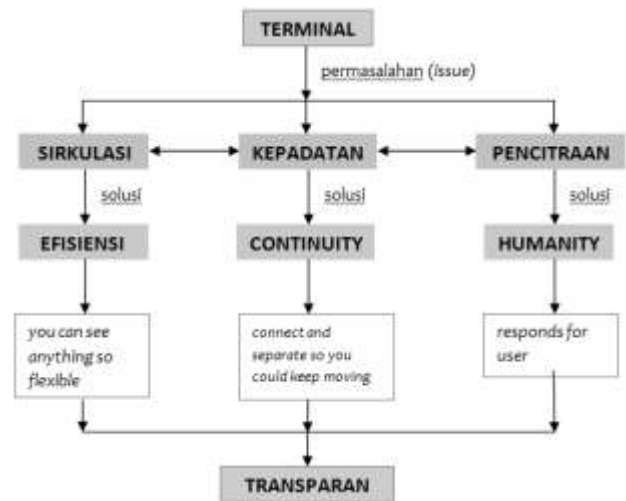 TERMINAL
permasalahan (issue)
SIRKULASI
KEPADATAN
PENCITRAAN
solusi
solusi
solusi
EFISIENSI
CONTINUITY
HUMANITY
you can see
anything so
flexible
connect and
separate so you
could keep moving
responds for
user
TRANSPARAN